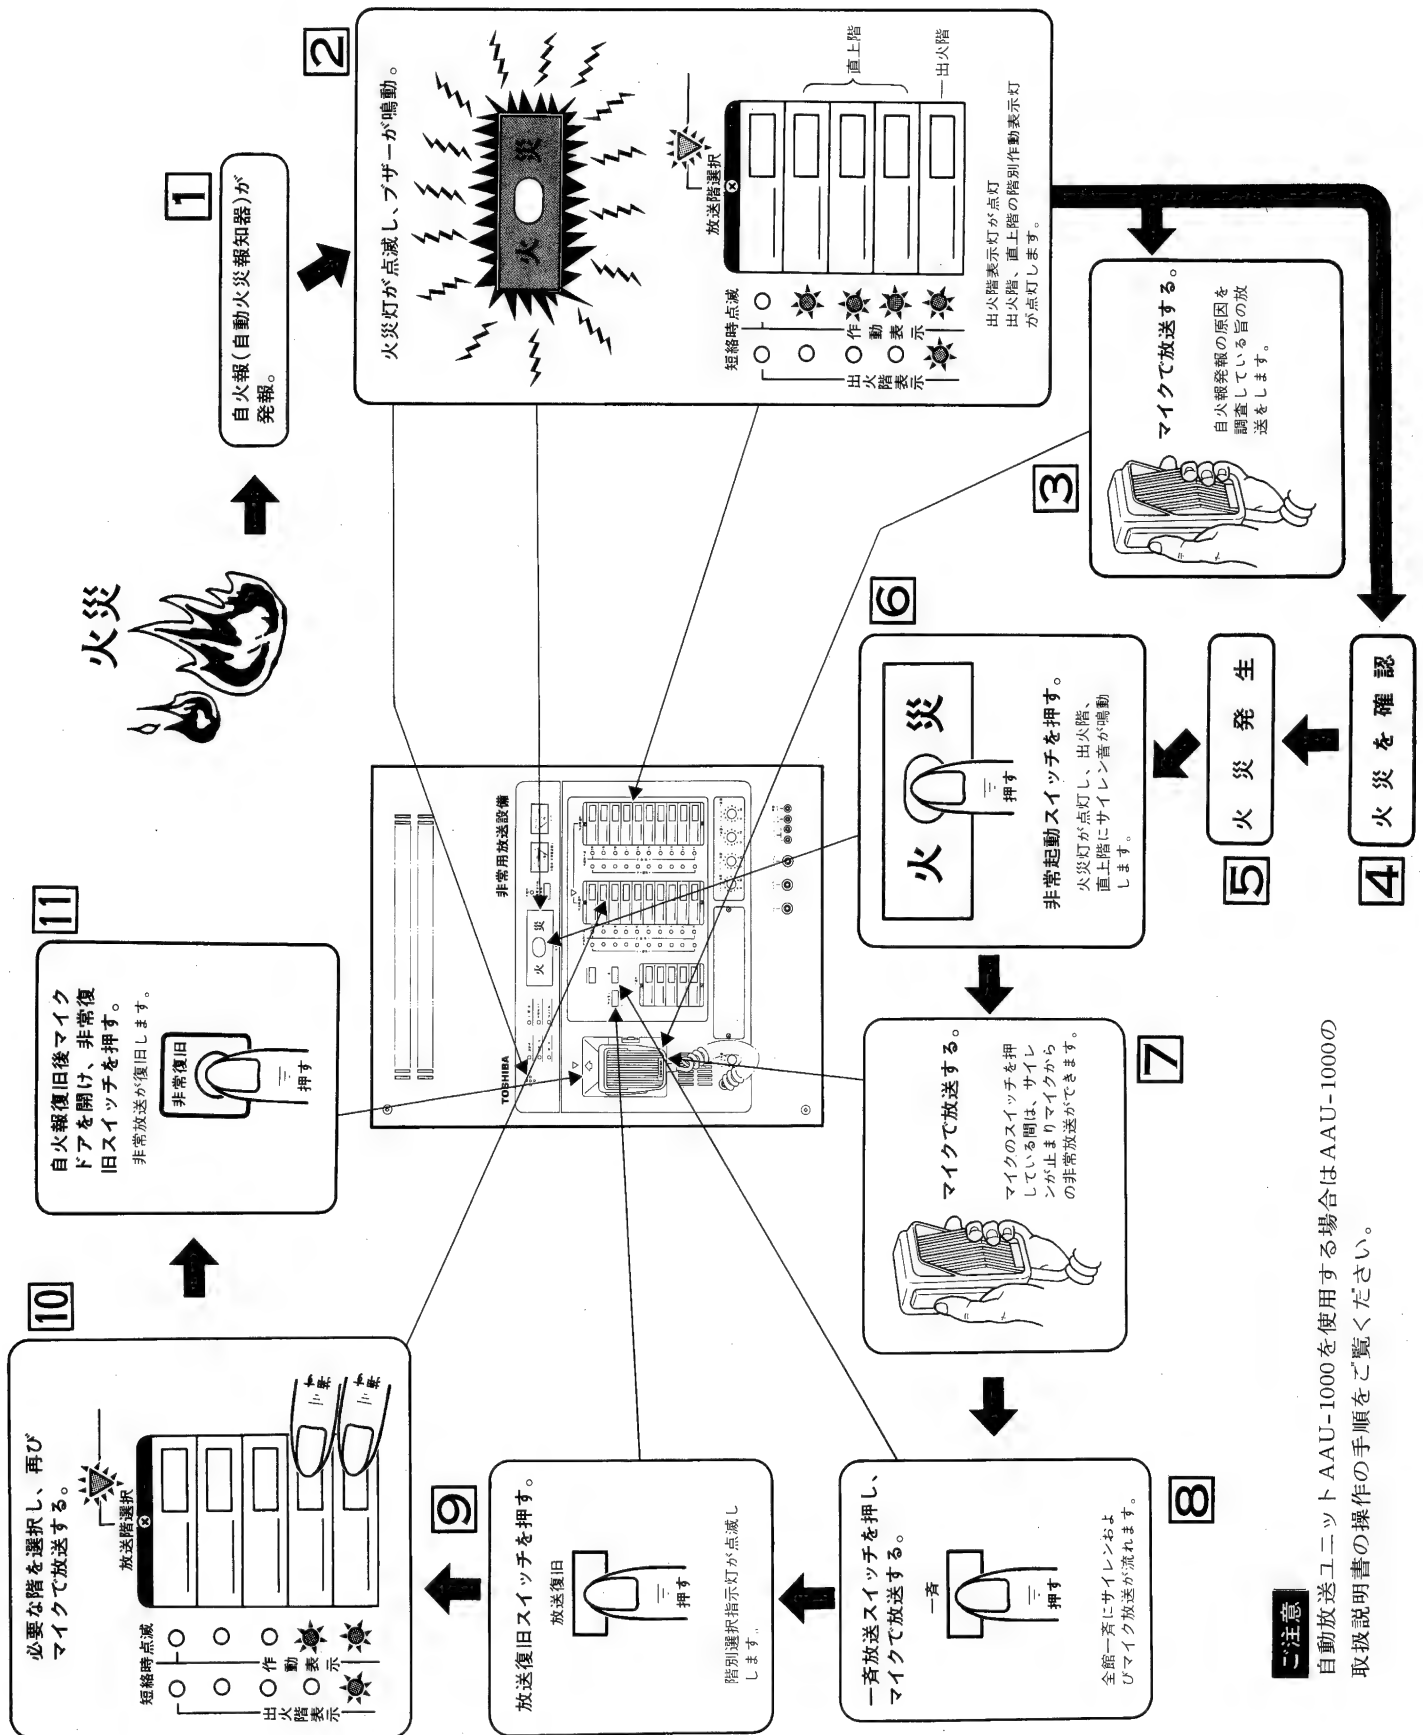 火災
1
自火報(自動火災報知器)が
発報。
2
火災灯が点滅し、ブザーが鳴動。
火 災
放送階選択
短絡時点滅
作動表示
出火階表示
直上階
出火階
出火階表示灯が点灯
出火階、直上階の階別作動表示灯
が点灯します。
3
マイクで放送する。
自火報発報の原因を
調査している旨の放
送をします。
4
火災を確認
5
火災発生
6
火 災
押す
非常起動スイッチを押す。
火災灯が点灯し、出火階、
直上階にサイレン音が鳴動
します。
7
マイクで放送する。
マイクのスイッチを押
している間は、サイレ
ンが止まりマイクから
の非常放送ができます。
8
一斉放送スイッチを押し、
マイクで放送する。
一斉
押す
全館一斉にサイレンおよ
びマイク放送が流れます。
9
放送復旧スイッチを押す。
放送復旧
押す
階別選択指示灯が点滅し
します。
10
必要な階を選択し、再び
マイクで放送する。
放送階選択
短絡時点滅
作動表示
出火階表示
押す
押す
11
自火報復旧後マイク
ドアを開け、非常復
旧スイッチを押す。
非常放送が復旧します。
非常復旧
押す
TOSHIBA
非常用放送設備
火 災
ご注意
自動放送ユニットAAU-1000を使用する場合はAAU-1000の
取扱説明書の操作の手順をご覧ください。